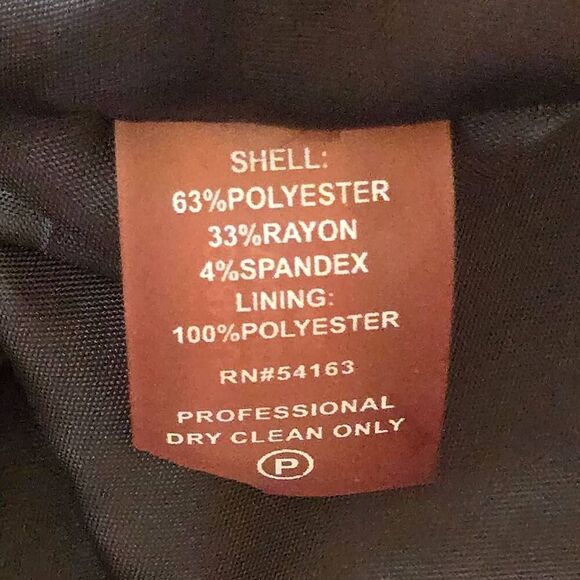 SHELL:
63%POLYESTER
33%RAYON
4%SPANDEX
LINING:
100%POLYESTER
RN#54163
PROFESSIONAL
DRY CLEAN ONLY
P